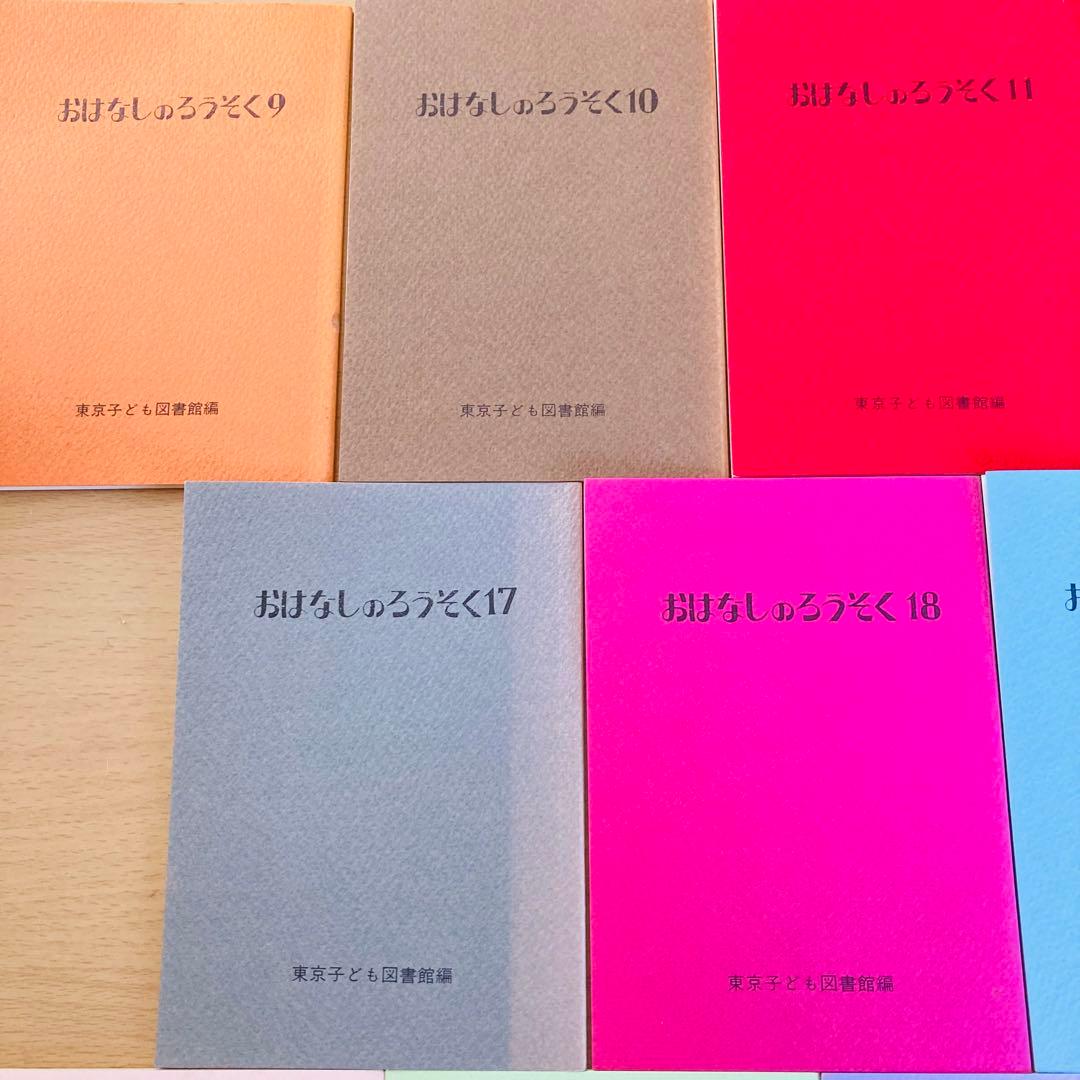 おはなしのろうそく9
東京子ども図書館編
おはなしのろうそく10
東京子ども図書館編
おはなしのろうそく11
東京子ども図書館編
おはなしのろうそく17
東京子ども図書館編
おはなしのろうそく18
東京子ども図書館編
お